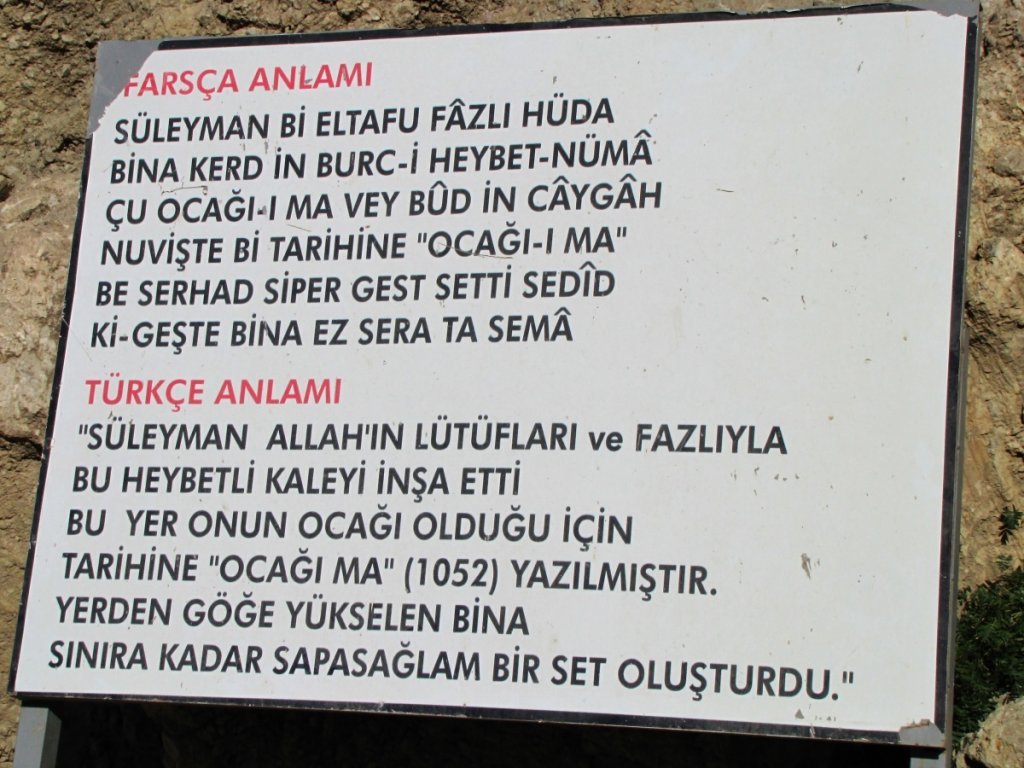 FARSÇA ANLAMI
SÜLEYMAN Bİ ELTAFU FÂZLI HÜDA
BİNA KERD İN BURC-İ HEYBET-NÜMÂ
ÇU OCAĞI-I MA VEY BÛD İN CÂYGÂH
NUVİŞTE Bİ TARİHİNE "OCAĞI-I MA"
BE SERHAD SİPER GEST SETTİ SEDÎD
Kİ-GEŞTE BİNA EZ SERA TA SEMÂ
TÜRKÇE ANLAMI
"SÜLEYMAN ALLAH'IN LÜTÜFLARI ve FAZLIYLA
BU HEYBETLİ KALEYİ İNŞA ETTİ
BU YER ONUN OCAĞI OLDUĞU İÇİN
TARİHİNE "OCAĞI MA" (1052) YAZILMIŞTIR.
YERDEN GÖĞE YÜKSELEN BİNA
SINIRA KADAR SAPASAĞLAM BİR SET OLUŞTURDU."